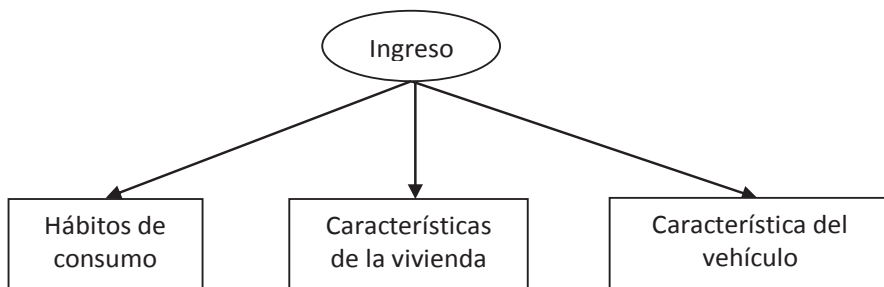 Ingreso
Hábitos de
consumo
Características
de la vivienda
Característica del
vehículo